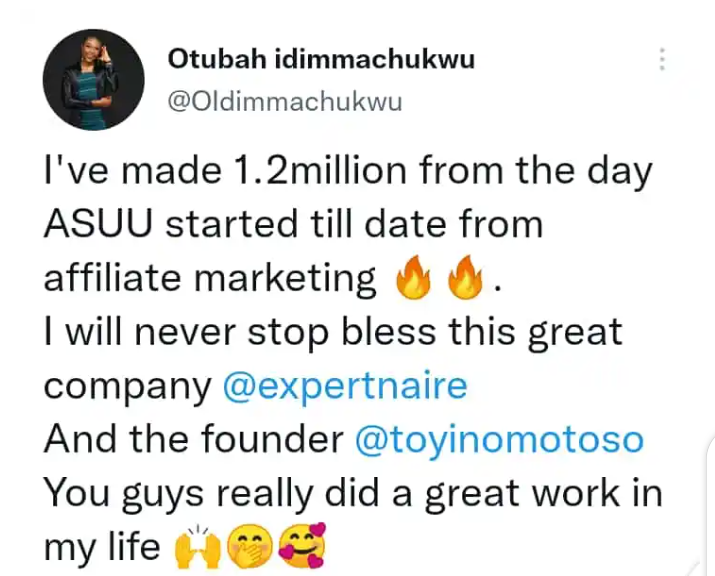 Otubah idimmachukwu
@Oldimmachukwu
I've made 1.2million from the day
ASUU started till date from
affiliate marketing 🔥 🔥 .
I will never stop bless this great
company @expertnaire
And the founder @toyinomotoso
You guys really did a great work in
my life 🙌🤭🥰